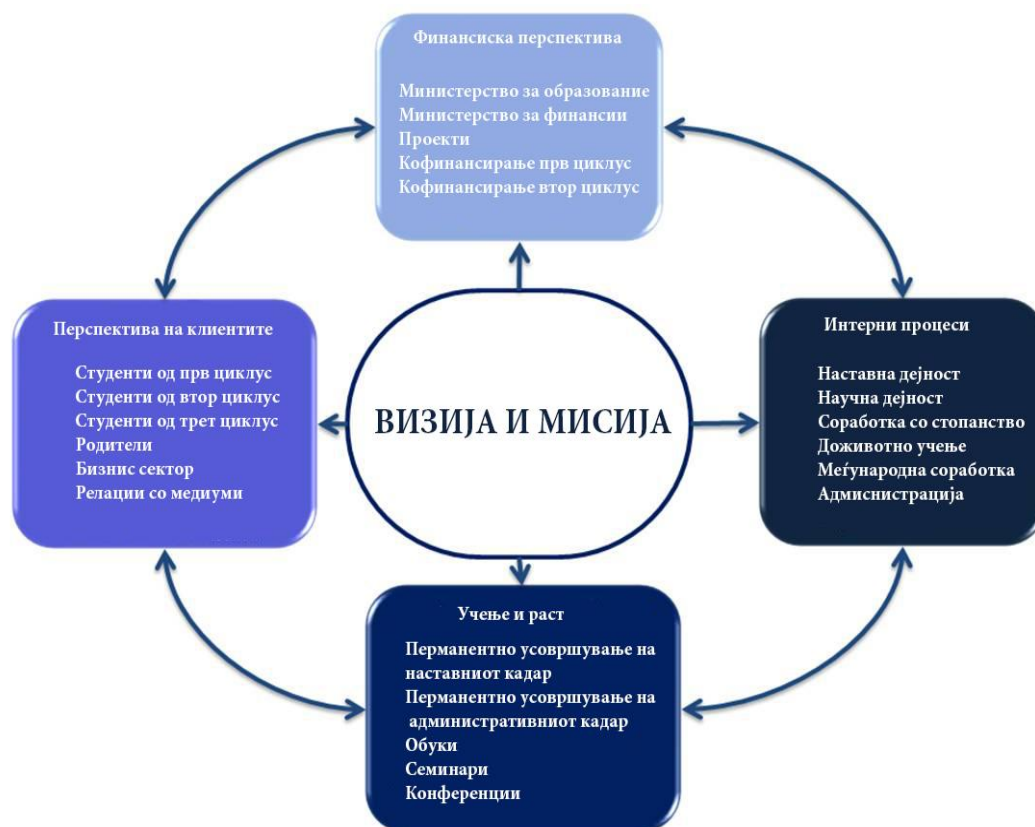 Финансиска перспектива
Министерство за образование
Министерство за финансии
Проекти
Кофинансирање прв циклус
Кофинансирање втор циклус
Перспектива на клиентите
Студенти од прв циклус
Студенти од втор циклус
Студенти од трет циклус
Родители
Бизнис сектор
Релации со медиуми
ВИЗИЈА И МИСИЈА
Интерни процеси
Наставна дејност
Научна дејност
Соработка со стопанство
Доживотно учење
Меѓународна соработка
Адмиснистрација
Учење и раст
Перманентно усовршување на
наставниот кадар
Перманентно усовршување на
административниот кадар
Обуки
Семинари
Конференции